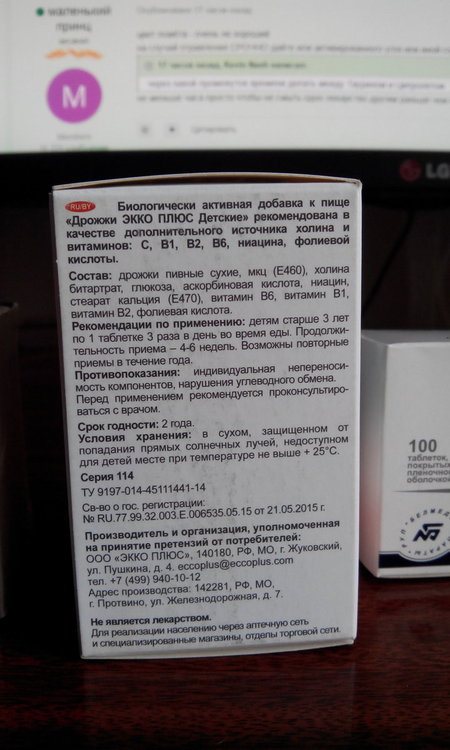 маленький
принц
M
17 часов назад,
Цитировать
LG
RU/BY Биологически активная добавка к пище
«Дрожжи ЭККО ПЛЮС Детские» рекомендована в
качестве дополнительного источника холина и
витаминов: С, В1, В2, В6, ниацина, фолиевой
кислоты.
Состав: дрожжи пивные сухие, мкц (Е460), холина
битартрат, глюкоза, аскорбиновая кислота, ниацин,
стеарат кальция (Е470), витамин В6, витамин В1,
витамин В2, фолиевая кислота.
Рекомендации по применению: детям старше 3 лет
по 1 таблетке 3 раза в день во время еды. Продолжи-
тельность приема – 4-6 недель. Возможны повторные
приемы в течение года.
Противопоказания: индивидуальная непереноси-
мость компонентов, нарушения углеводного обмена.
Перед применением рекомендуется проконсультиро-
ваться с врачом.
Срок годности: 2 года.
Условия хранения: в сухом, защищенном от
попадания прямых солнечных лучей, недоступном
для детей месте при температуре не выше + 25°С.
Серия 114
ТУ 9197-014-45111441-14
Св-во о гос. регистрации:
№ RU.77.99.32.003.Е.006535.05.15 от 21.05.2015 г.
Производитель и организация, уполномоченная
на принятие претензий от потребителей:
ООО «ЭККО ПЛЮС», 140180, РФ, МО, г. Жуковский,
ул. Пушкина, д. 4. eccoplus@eccoplus.com
тел. +7 (499) 940-10-12
Адрес производства: 142281, РФ, МО,
г. Протвино, ул. Железнодорожная, д. 7.
Не является лекарством.
Для реализации населению через аптечную сеть
и специализированные магазины, отделы торговой сети.
100
таблеток,
покрытых
пленочной
оболочкой